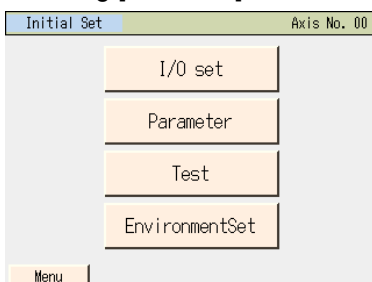 Initial Set Axis No. 00
I/O set
Parameter
Test
EnvironmentSet
Menu